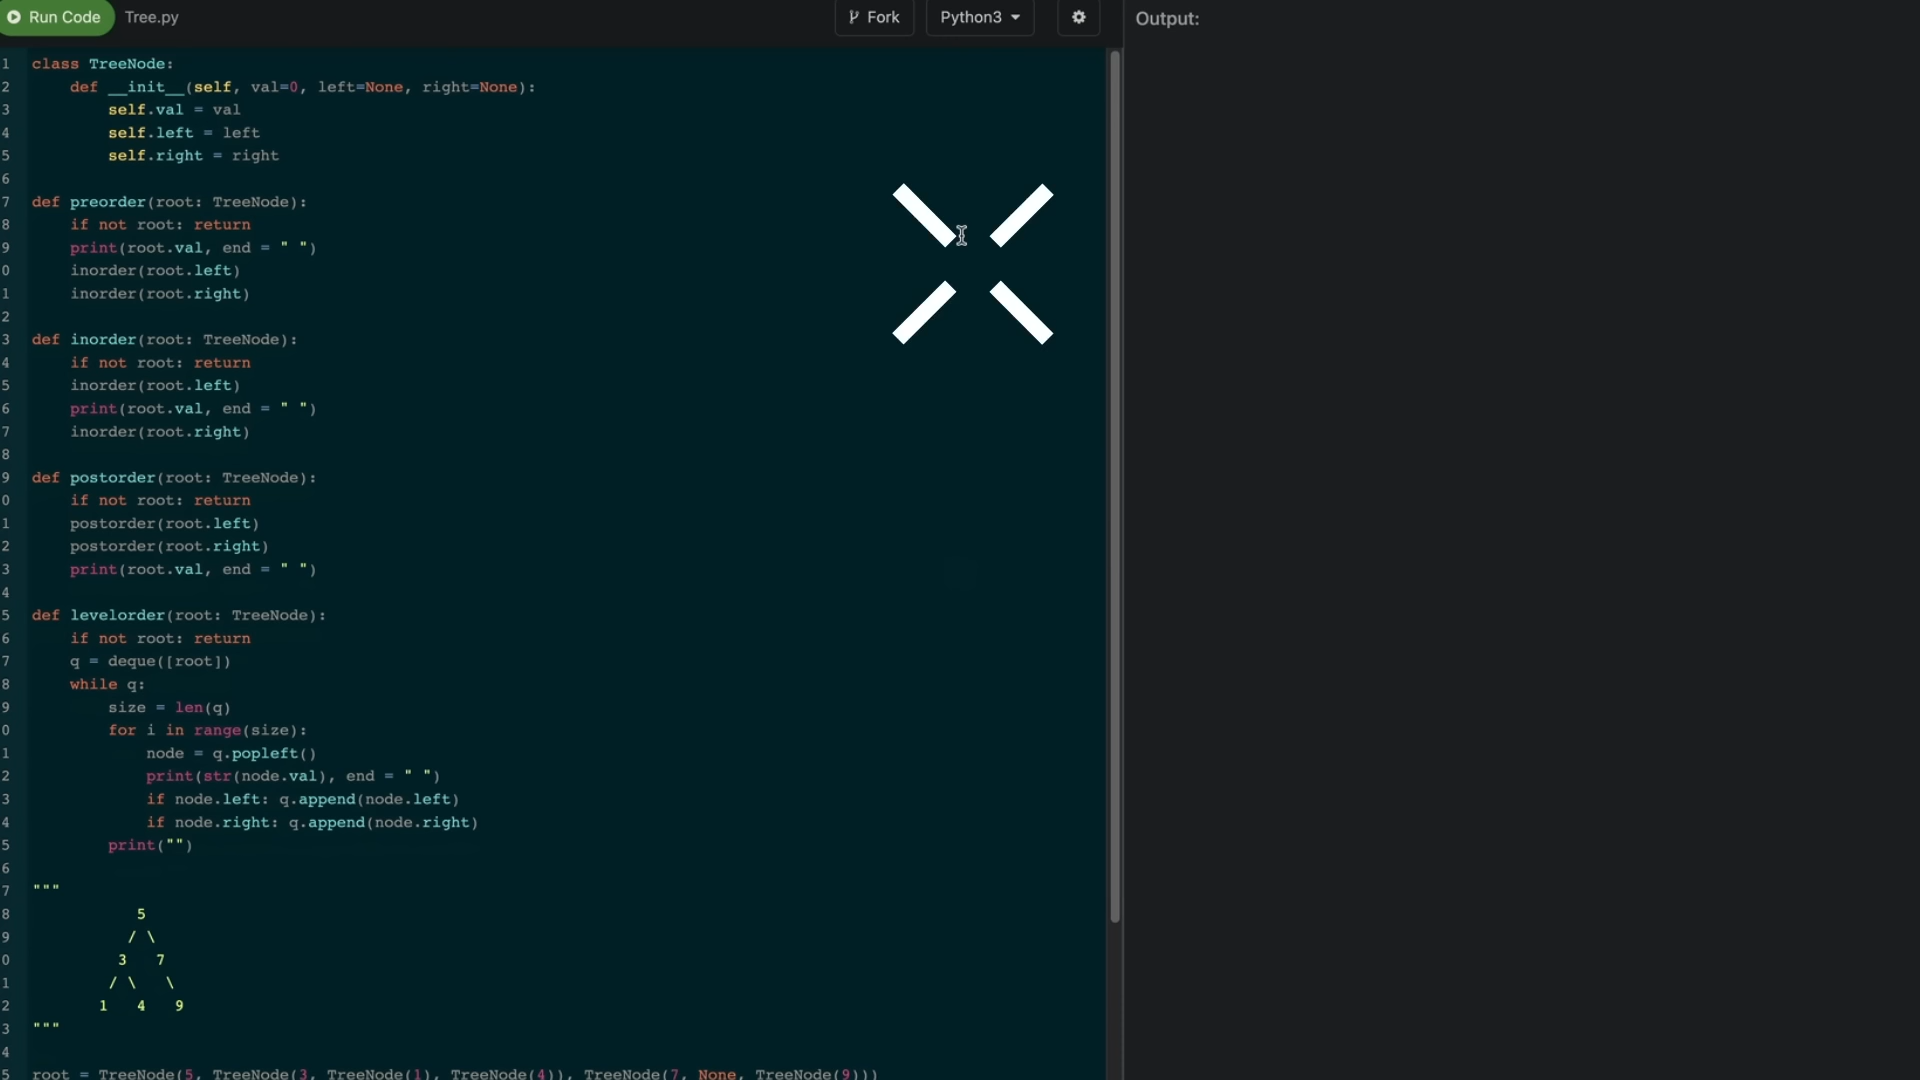 Run Code Tree.py Fork Python3 Output:
1 class TreeNode:
2     def __init__(self, val=0, left=None, right=None):
3         self.val = val
4         self.left = left
5         self.right = right
6
7 def preorder(root: TreeNode):
8     if not root: return
9     print(root.val, end = " ")
0     inorder(root.left)
1     inorder(root.right)
2
3 def inorder(root: TreeNode):
4     if not root: return
5     inorder(root.left)
6     print(root.val, end = " ")
7     inorder(root.right)
8
9 def postorder(root: TreeNode):
0     if not root: return
1     postorder(root.left)
2     postorder(root.right)
3     print(root.val, end = " ")
4
5 def levelorder(root: TreeNode):
6     if not root: return
7     q = deque([root])
8     while q:
9         size = len(q)
0         for i in range(size):
1             node = q.popleft()
2             print(str(node.val), end = " ")
3             if node.left: q.append(node.left)
4             if node.right: q.append(node.right)
5         print("")
6
7 """
8            5
9           / \
0          3   7
1         / \   \
2        1   4   9
3 """
4
5 root = TreeNode(5, TreeNode(3, TreeNode(1), TreeNode(4)), TreeNode(7, None, TreeNode(9)))